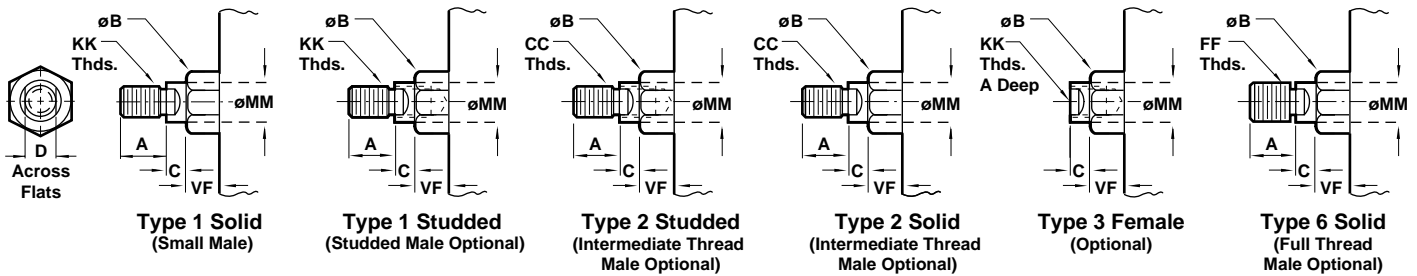 øB
KK
Thds.
øMM
A
C
VF
D
Across
Flats
Type 1 Solid
(Small Male)
øB
KK
Thds.
øMM
A
C
VF
Type 1 Studded
(Studded Male Optional)
øB
CC
Thds.
øMM
A
C
VF
Type 2 Studded
(Intermediate Thread
Male Optional)
øB
CC
Thds.
øMM
A
C
VF
Type 2 Solid
(Intermediate Thread
Male Optional)
øB
KK
Thds.
A Deep
øMM
C
VF
Type 3 Female
(Optional)
øB
FF
Thds.
øMM
A
C
VF
Type 6 Solid
(Full Thread
Male Optional)